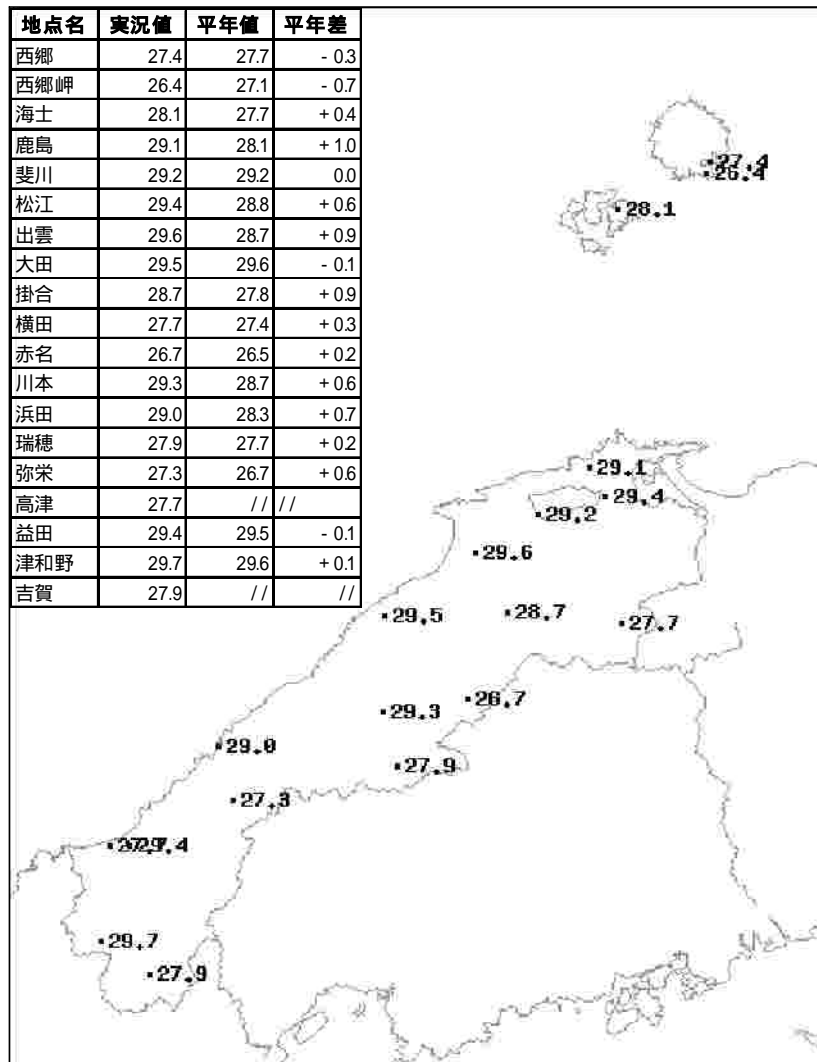 地点名 実況値 平年値 平年差
西郷 27.4 27.7 - 0.3
西郷岬 26.4 27.1 - 0.7
海士 28.1 27.7 + 0.4
鹿島 29.1 28.1 + 1.0
斐川 29.2 29.2 0.0
松江 29.4 28.8 + 0.6
出雲 29.6 28.7 + 0.9
大田 29.5 29.6 - 0.1
掛合 28.7 27.8 + 0.9
横田 27.7 27.4 + 0.3
赤名 26.7 26.5 + 0.2
川本 29.3 28.7 + 0.6
浜田 29.0 28.3 + 0.7
瑞穂 27.9 27.7 + 0.2
弥栄 27.3 26.7 + 0.6
高津 27.7 // //
益田 29.4 29.5 - 0.1
津和野 29.7 29.6 + 0.1
吉賀 27.9 // //
27.4
26.4
28.1
29.1
29.4
29.2
29.6
29.5
28.7
27.7
26.7
29.3
29.0
27.9
27.3
29.7
27.9